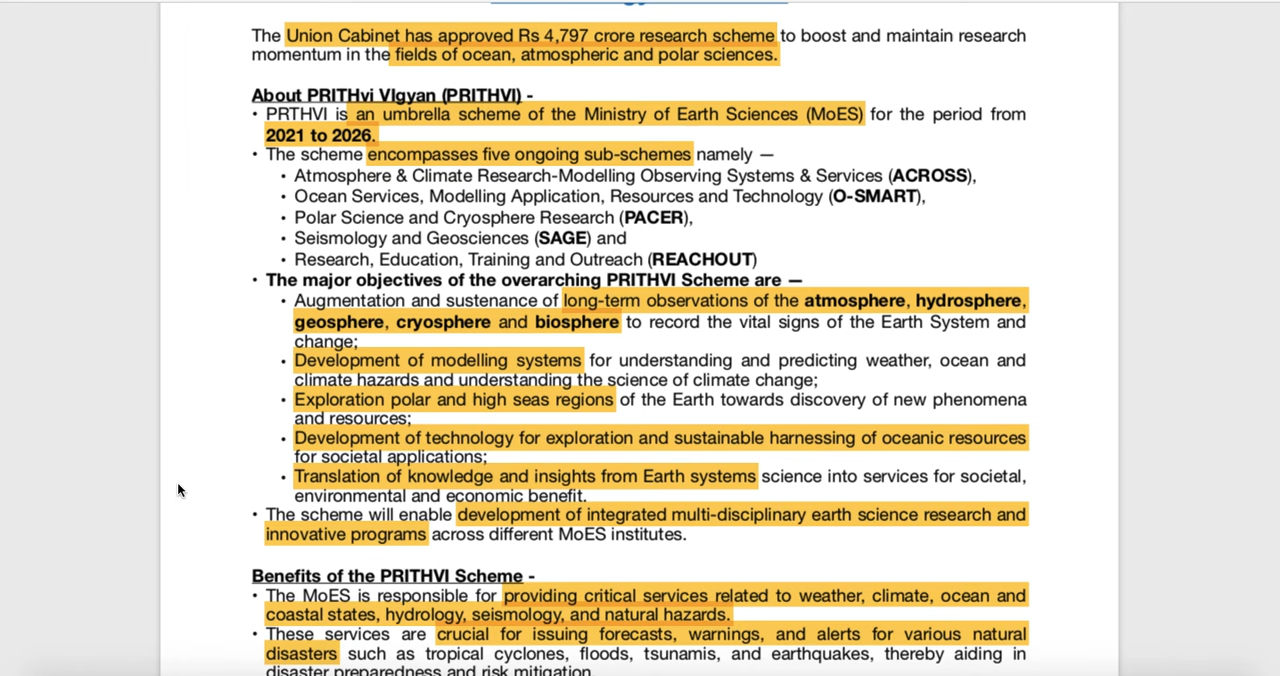 The Union Cabinet has approved Rs 4,797 crore research scheme to boost and maintain research
momentum in the fields of ocean, atmospheric and polar sciences.
About PRITHvi VIgyan (PRITHVI) -
• PRTHVI is an umbrella scheme of the Ministry of Earth Sciences (MoES) for the period from
2021 to 2026.
• The scheme encompasses five ongoing sub-schemes namely —
• Atmosphere & Climate Research-Modelling Observing Systems & Services (ACROSS),
• Ocean Services, Modelling Application, Resources and Technology (O-SMART),
• Polar Science and Cryosphere Research (PACER),
• Seismology and Geosciences (SAGE) and
• Research, Education, Training and Outreach (REACHOUT)
• The major objectives of the overarching PRITHVI Scheme are —
• Augmentation and sustenance of long-term observations of the atmosphere, hydrosphere,
geosphere, cryosphere and biosphere to record the vital signs of the Earth System and
change;
• Development of modelling systems for understanding and predicting weather, ocean and
climate hazards and understanding the science of climate change;
• Exploration polar and high seas regions of the Earth towards discovery of new phenomena
and resources;
• Development of technology for exploration and sustainable harnessing of oceanic resources
for societal applications;
• Translation of knowledge and insights from Earth systems science into services for societal,
environmental and economic benefit.
• The scheme will enable development of integrated multi-disciplinary earth science research and
innovative programs across different MoES institutes.
Benefits of the PRITHVI Scheme -
• The MoES is responsible for providing critical services related to weather, climate, ocean and
coastal states, hydrology, seismology, and natural hazards.
• These services are crucial for issuing forecasts, warnings, and alerts for various natural
disasters such as tropical cyclones, floods, tsunamis, and earthquakes, thereby aiding in
disaster preparedness and risk mitigation.